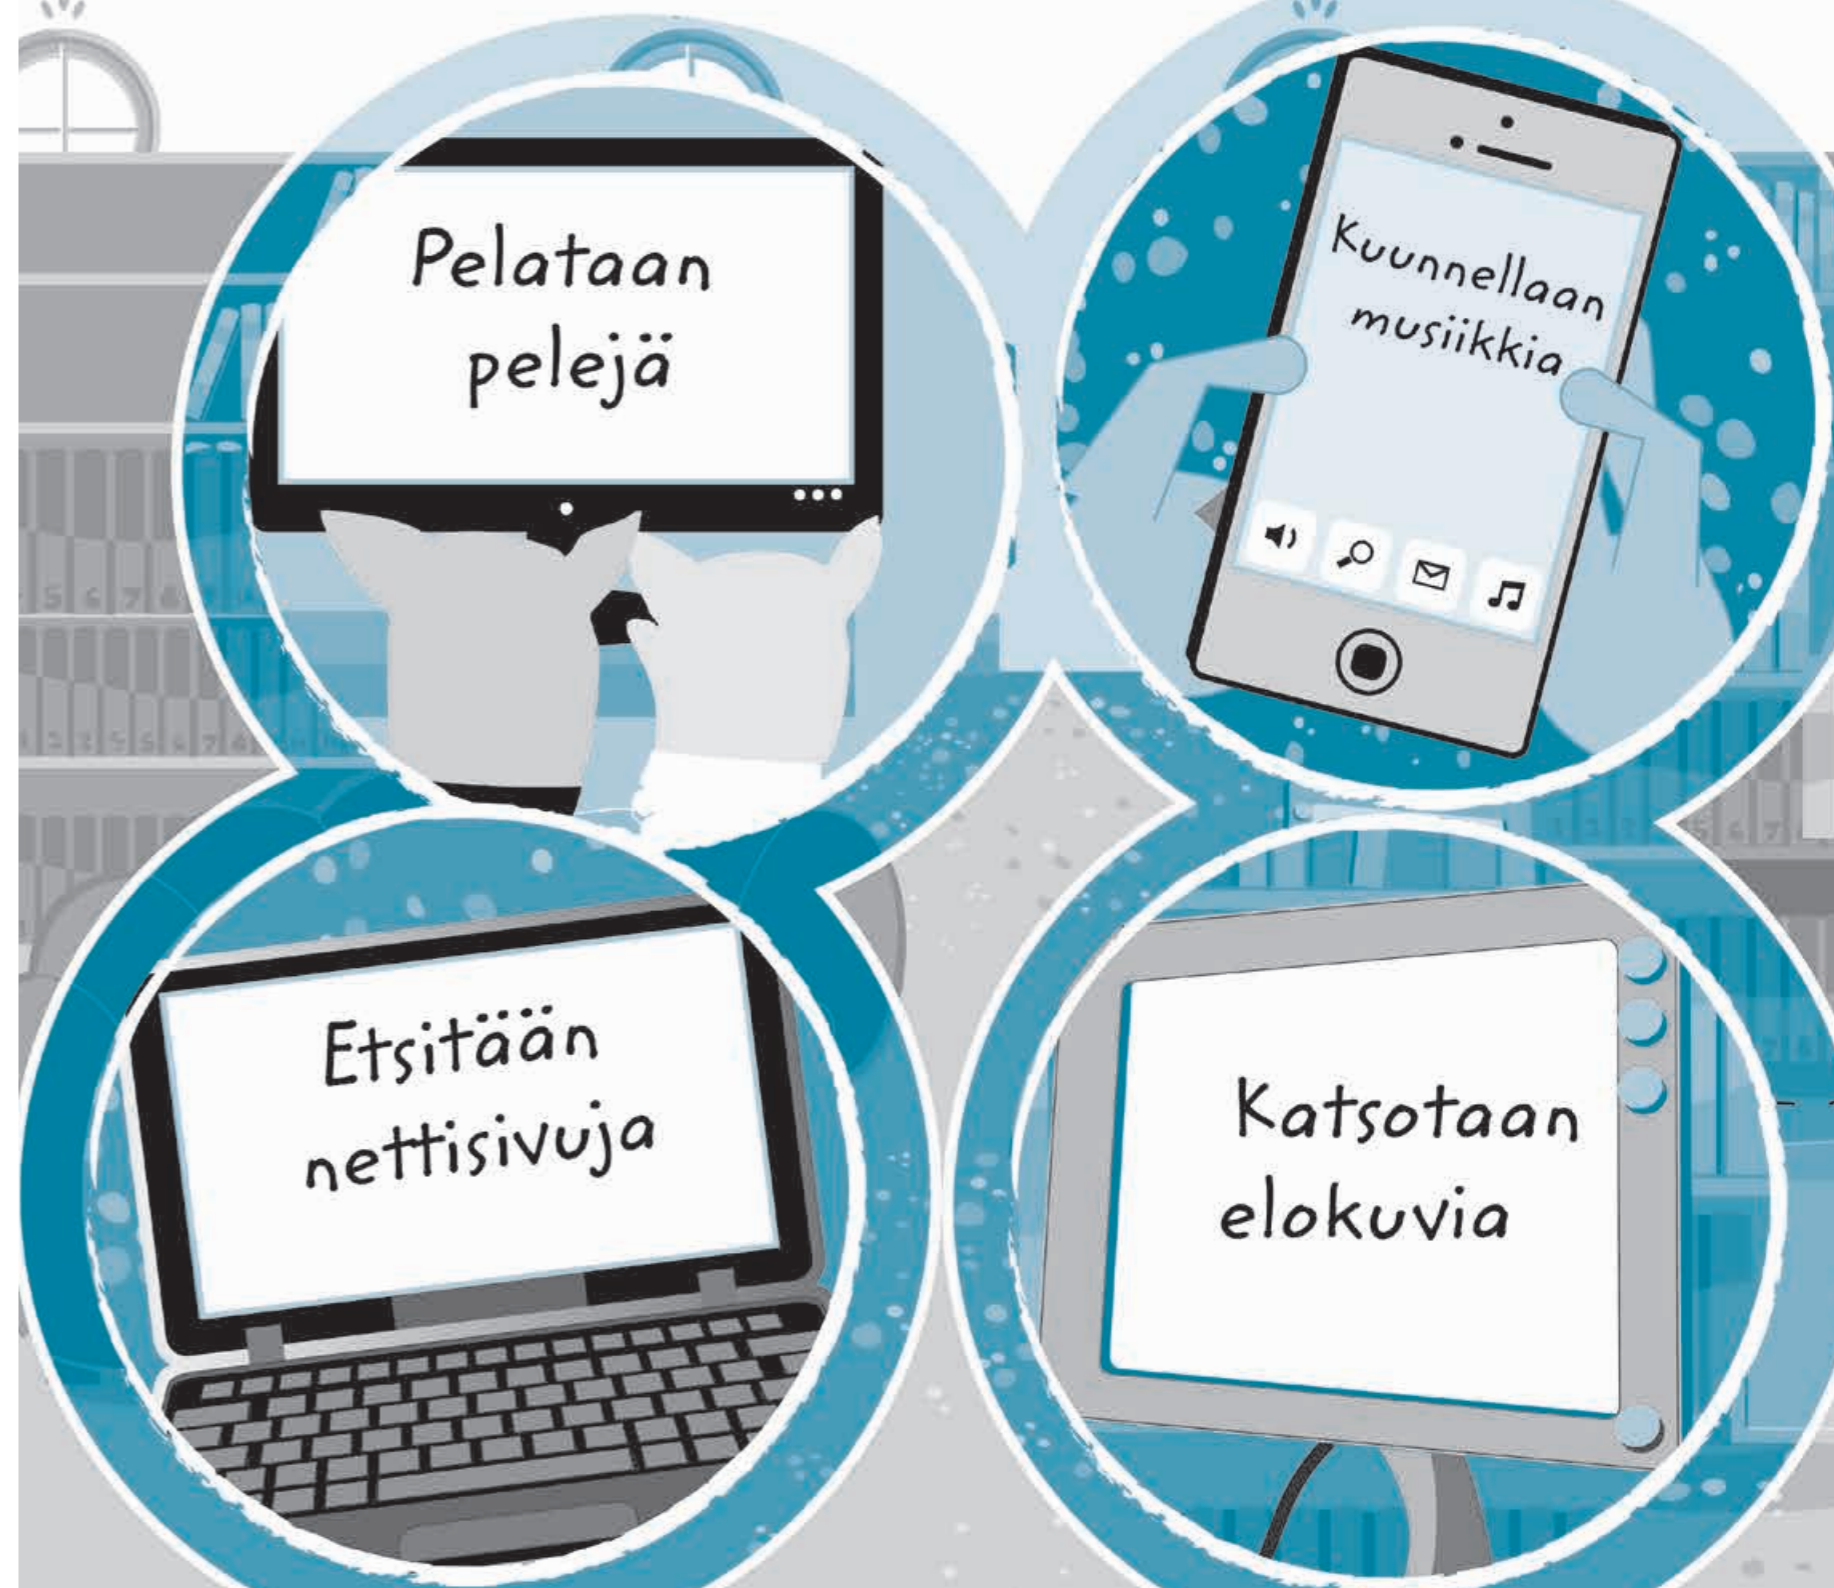 Pelataan
pelejä
Kuunnellaan
musiikkia
Etsitään
nettisivuja
Katsotaan
elokuvia